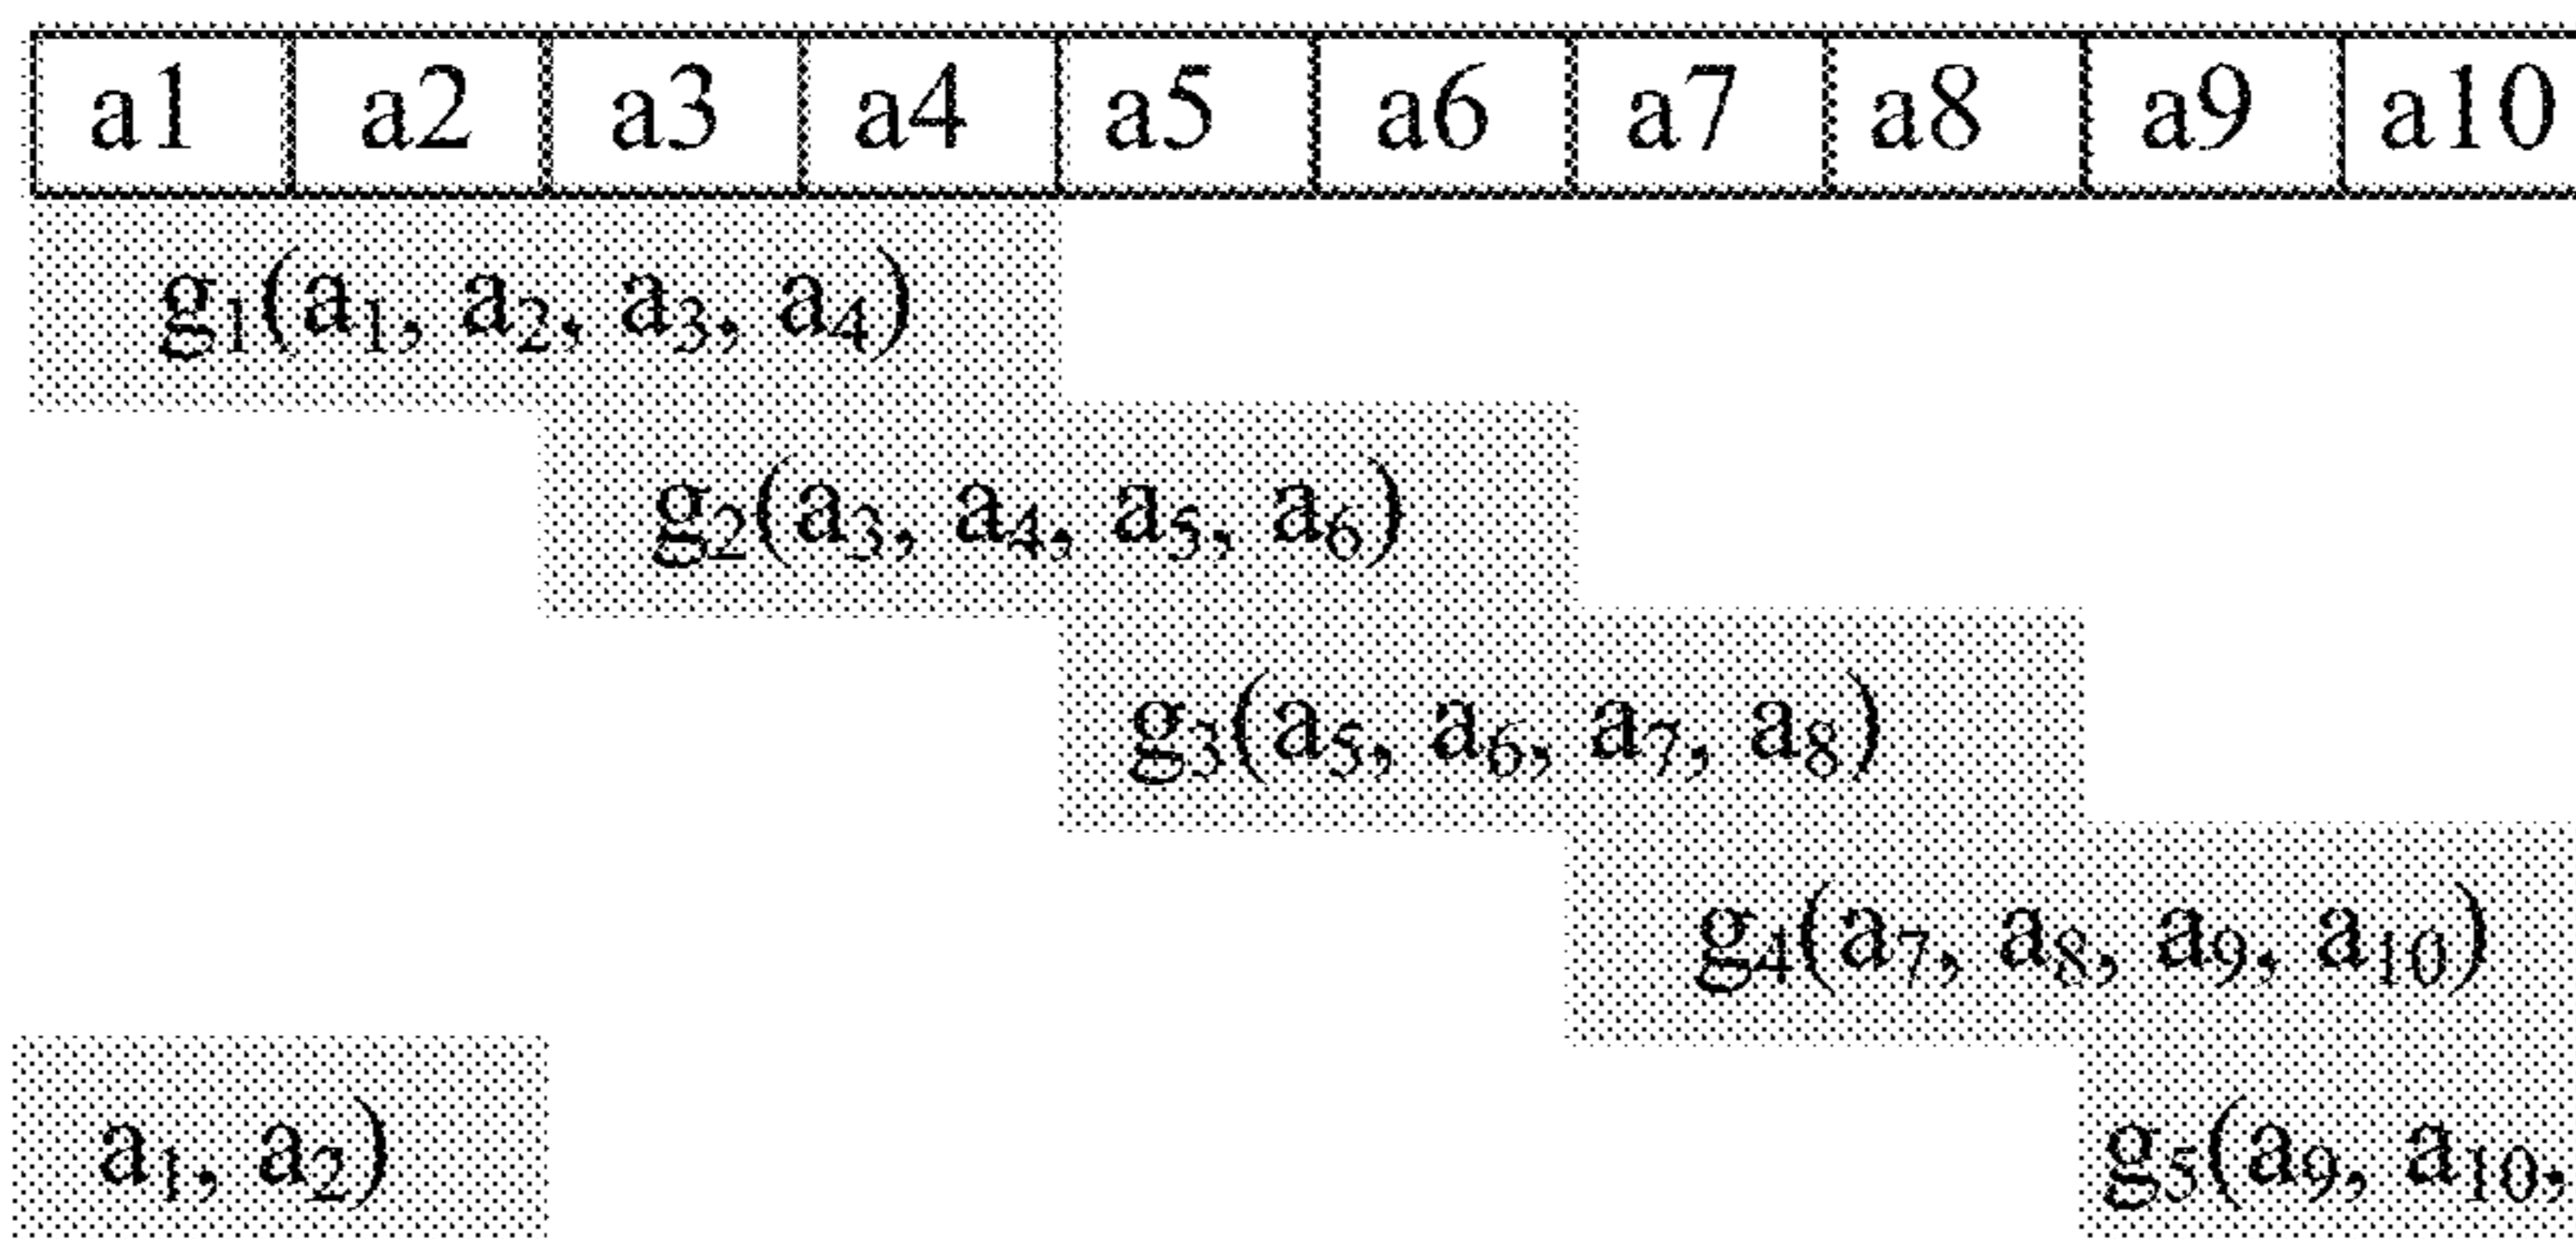 a1 a2 a3 a4 a5 a6 a7 a8 a9 a10
g₁(a₁, a₂, a₃, a₄)
g₂(a₃, a₄, a₅, a₆)
g₃(a₅, a₆, a₇, a₈)
g₄(a₇, a₈, a₉, a₁₀)
a₁, a₂) g₅(a₉, a₁₀,